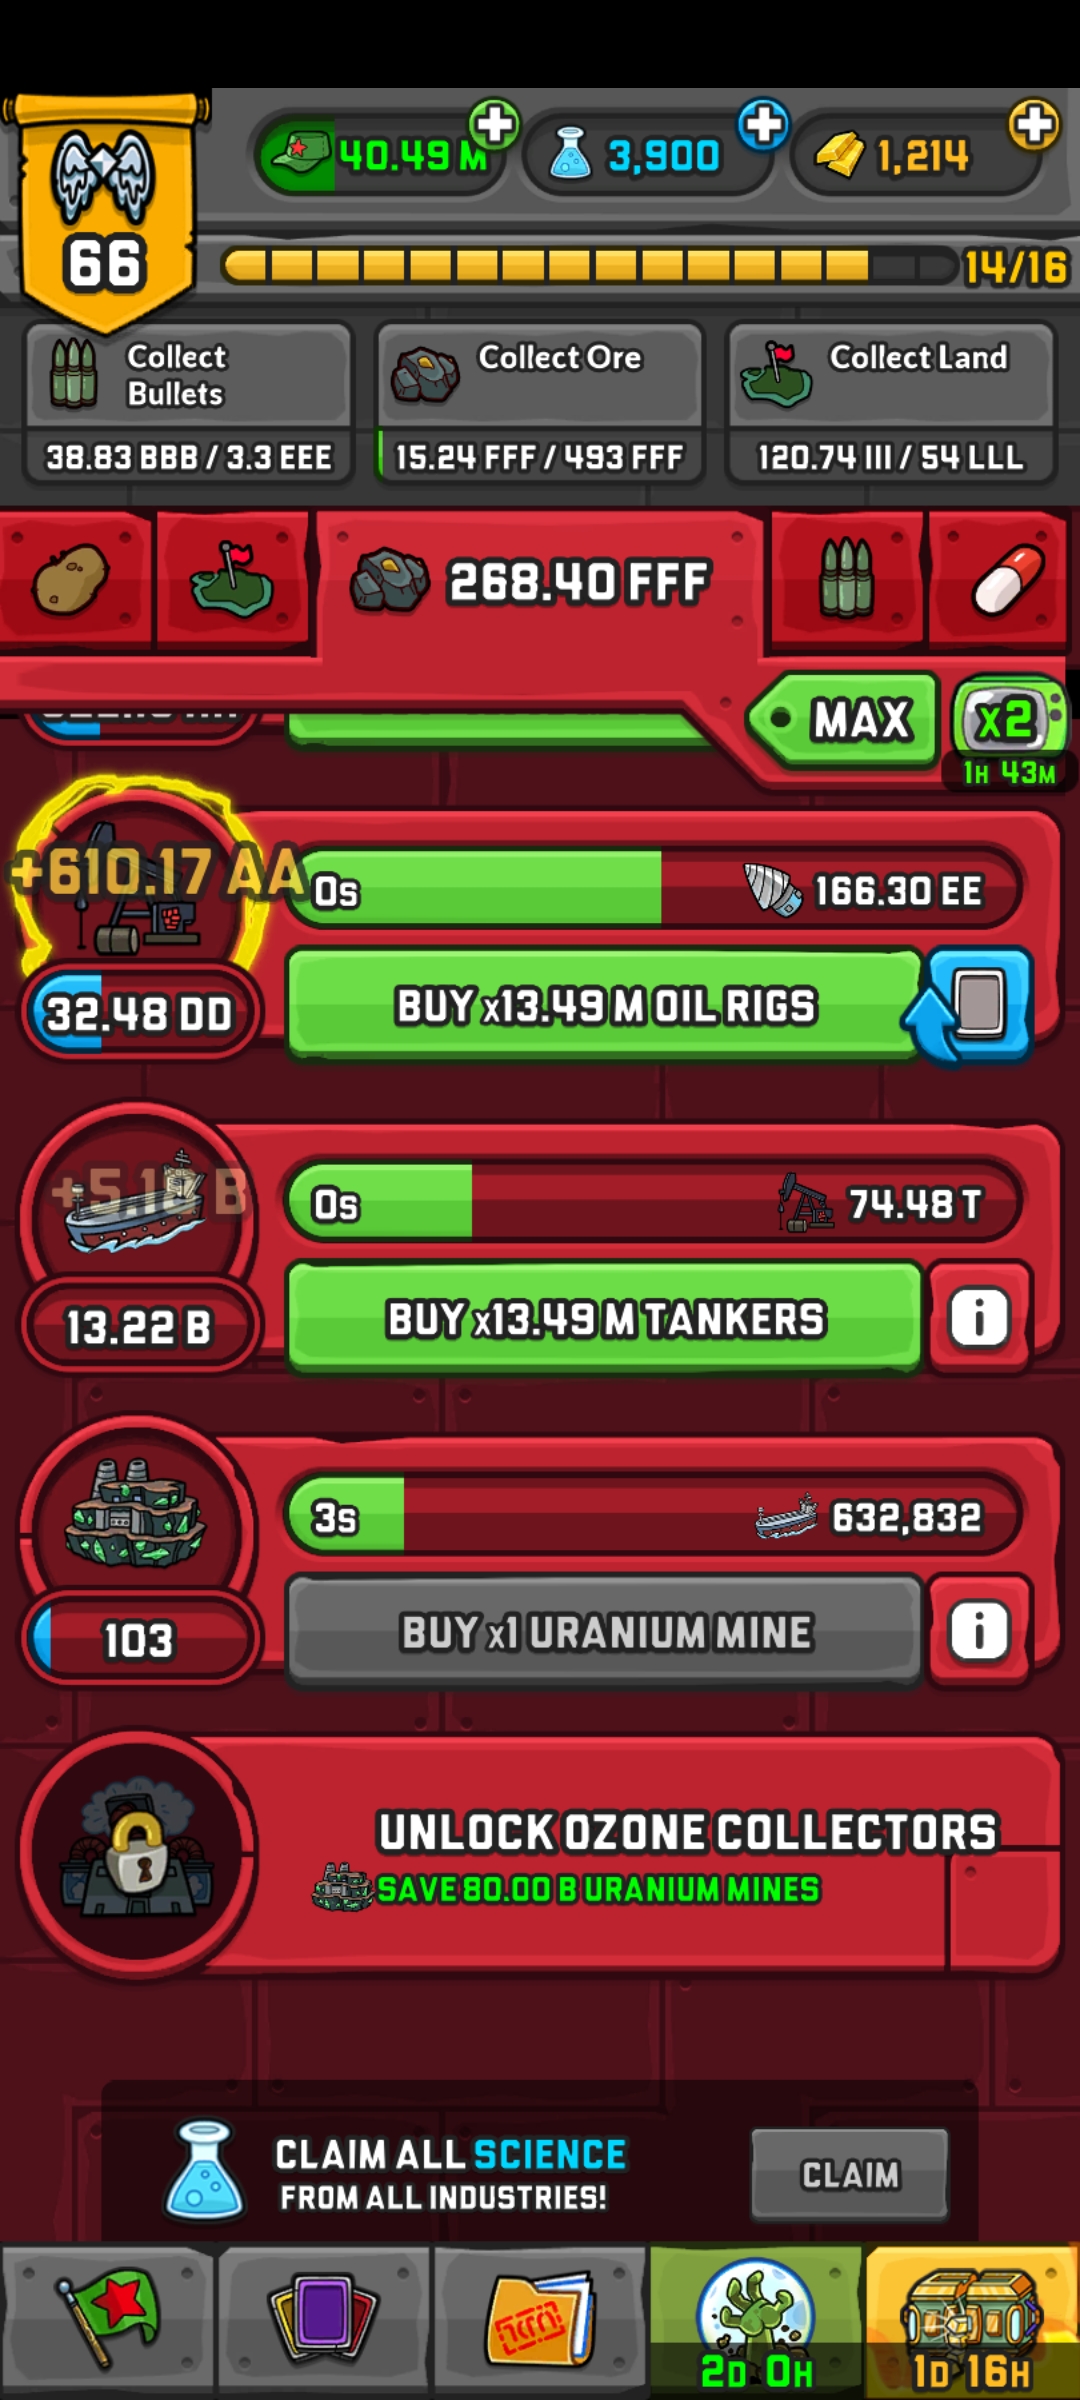 40.49 M
3,900
1,214
66
14/16
Collect
Bullets
Collect Ore
Collect Land
38.83 BBB / 3.3 EEE
15.24 FFF / 493 FFF
120.74 III / 54 LLL
268.40 FFF
MAX
x2
1H 43M
+610.17 AA
0s
166.30 EE
32.48 DD
BUY x13.49 M OIL RIGS
0s
74.48 T
13.22 B
BUY x13.49 M TANKERS
i
3s
632,832
103
BUY x1 URANIUM MINE
i
UNLOCK OZONE COLLECTORS
SAVE 80.00 B URANIUM MINES
CLAIM ALL SCIENCE
FROM ALL INDUSTRIES!
CLAIM
2D 0H
1D 16H